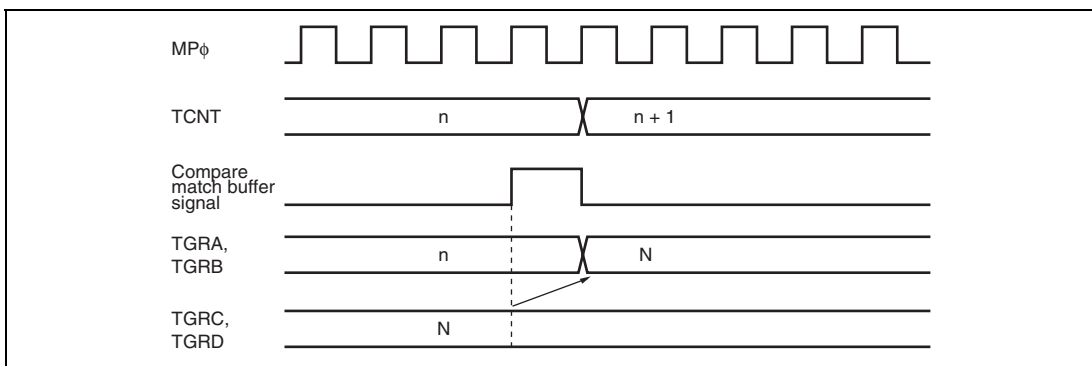 MPφ
TCNT
n
n + 1
Compare
match buffer
signal
TGRA,
TGRB
n
N
TGRC,
TGRD
N